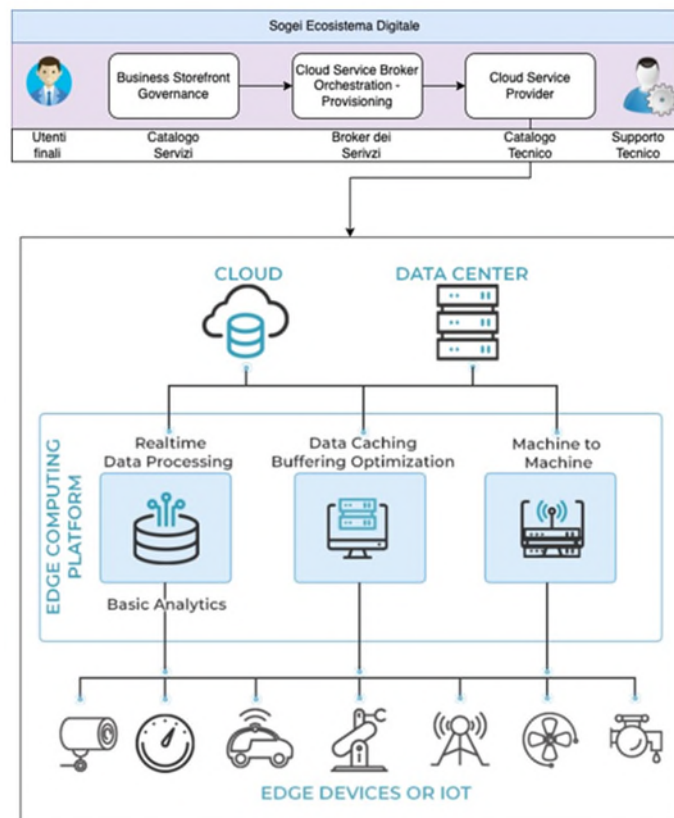 Sogei Ecosistema Digitale
Business Storefront
Governance
Cloud Service Broker
Orchestration -
Provisioning
Cloud Service
Provider
Utenti
finali
Catalogo
Servizi
Broker dei
Serivzi
Catalogo
Tecnico
Supporto
Tecnico
CLOUD
DATA CENTER
EDGE COMPUTING
PLATFORM
Realtime
Data Processing
Data Caching
Buffering Optimization
Machine to
Machine
Basic Analytics
EDGE DEVICES OR IOT